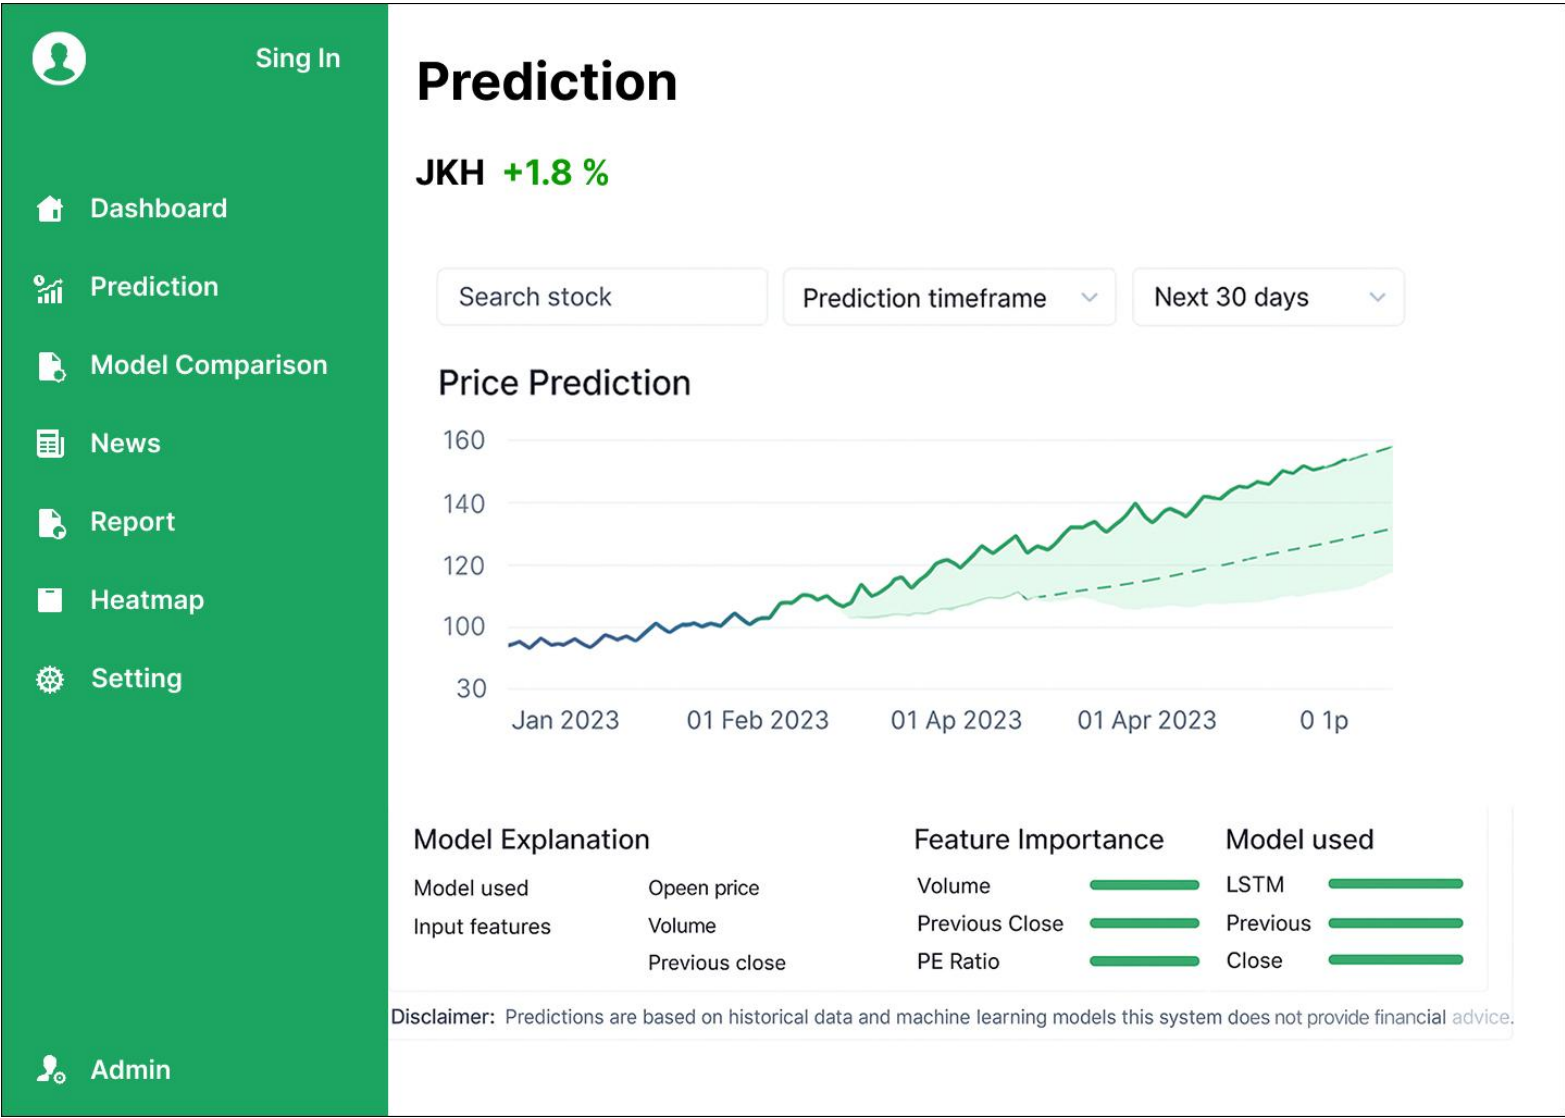 Sing In
Dashboard
Prediction
Model Comparison
News
Report
Heatmap
Setting
Admin
Prediction
JKH +1.8 %
Search stock
Prediction timeframe
Next 30 days
Price Prediction
160
140
120
100
30
Jan 2023 01 Feb 2023 01 Ap 2023 01 Apr 2023 0 1p
Model Explanation
Model used
Input features
Opeen price
Volume
Previous close
Feature Importance
Volume
Previous Close
PE Ratio
Model used
LSTM
Previous
Close
Disclaimer: Predictions are based on historical data and machine learning models this system does not provide financial advice.